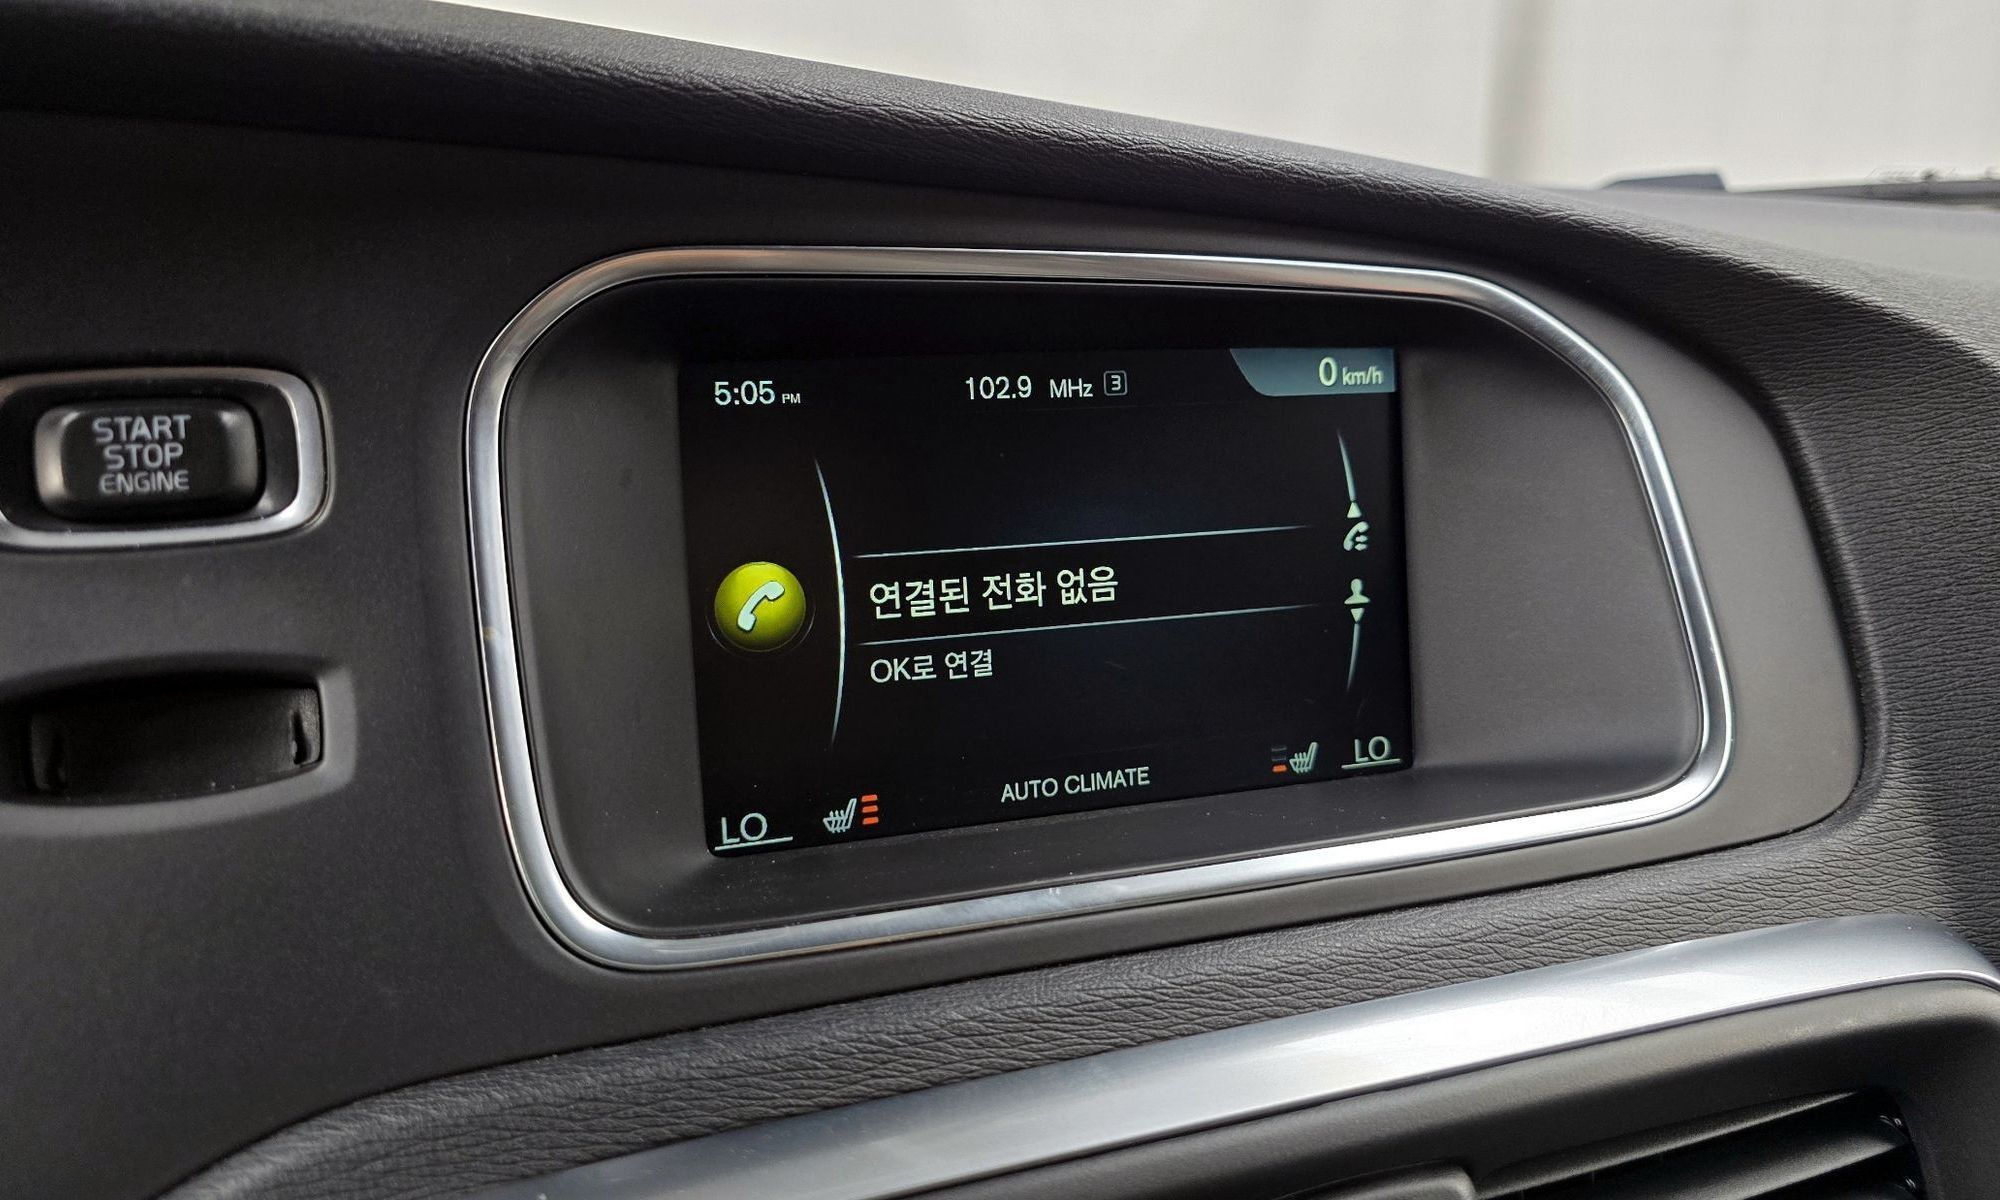 START
STOP
ENGINE
5:05 PM
102.9 MHz 3
0 km/h
연결된 전화 없음
OK로 연결
LO
AUTO CLIMATE
LO